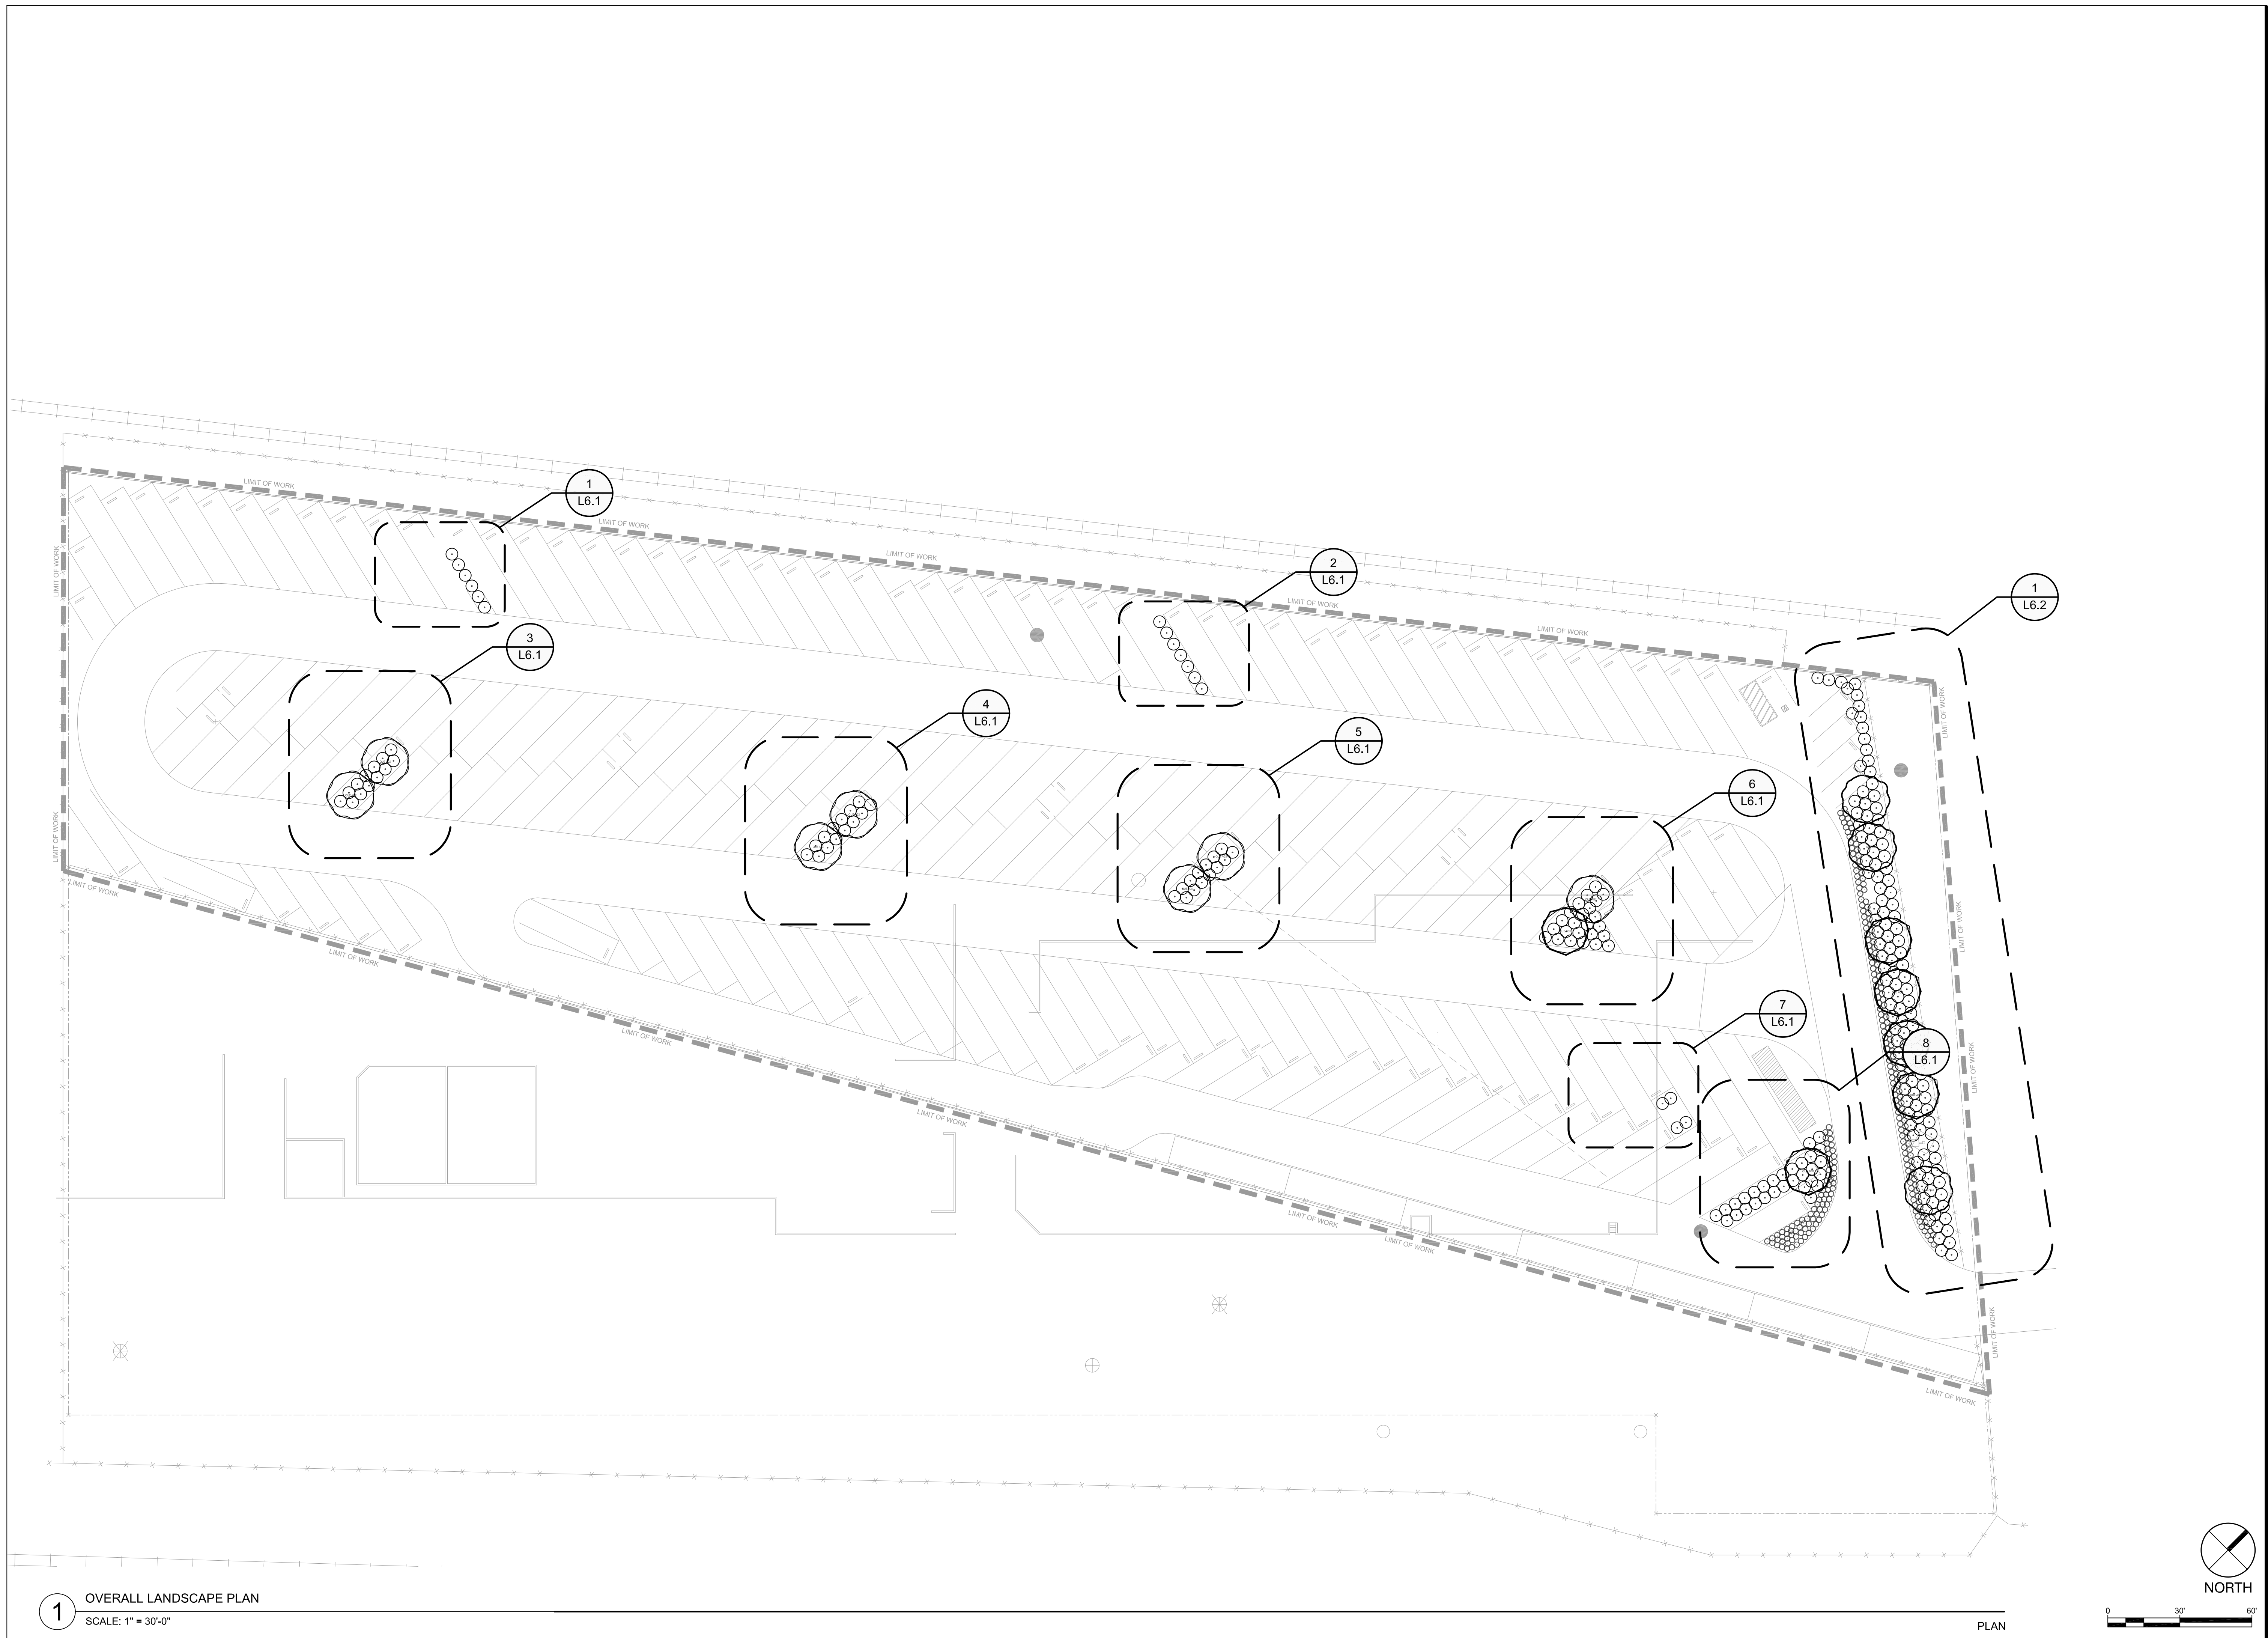 LIMIT OF WORK
1
L6.1
LIMIT OF WORK
LIMIT OF WORK
2
L6.1
LIMIT OF WORK
1
L6.2
LIMIT OF WORK
LIMIT OF WORK
3
L6.1
4
L6.1
5
L6.1
LIMIT OF WORK
6
L6.1
LIMIT OF WORK
LIMIT OF WORK
LIMIT OF WORK
LIMIT OF WORK
7
L6.1
LIMIT OF WORK
8
L6.1
LIMIT OF WORK
LIMIT OF WORK
LIMIT OF WORK
LIMIT OF WORK
LIMIT OF WORK
LIMIT OF WORK
LIMIT OF WORK
NORTH
1
OVERALL LANDSCAPE PLAN
SCALE: 1" = 30'-0"
PLAN
0 30' 60'